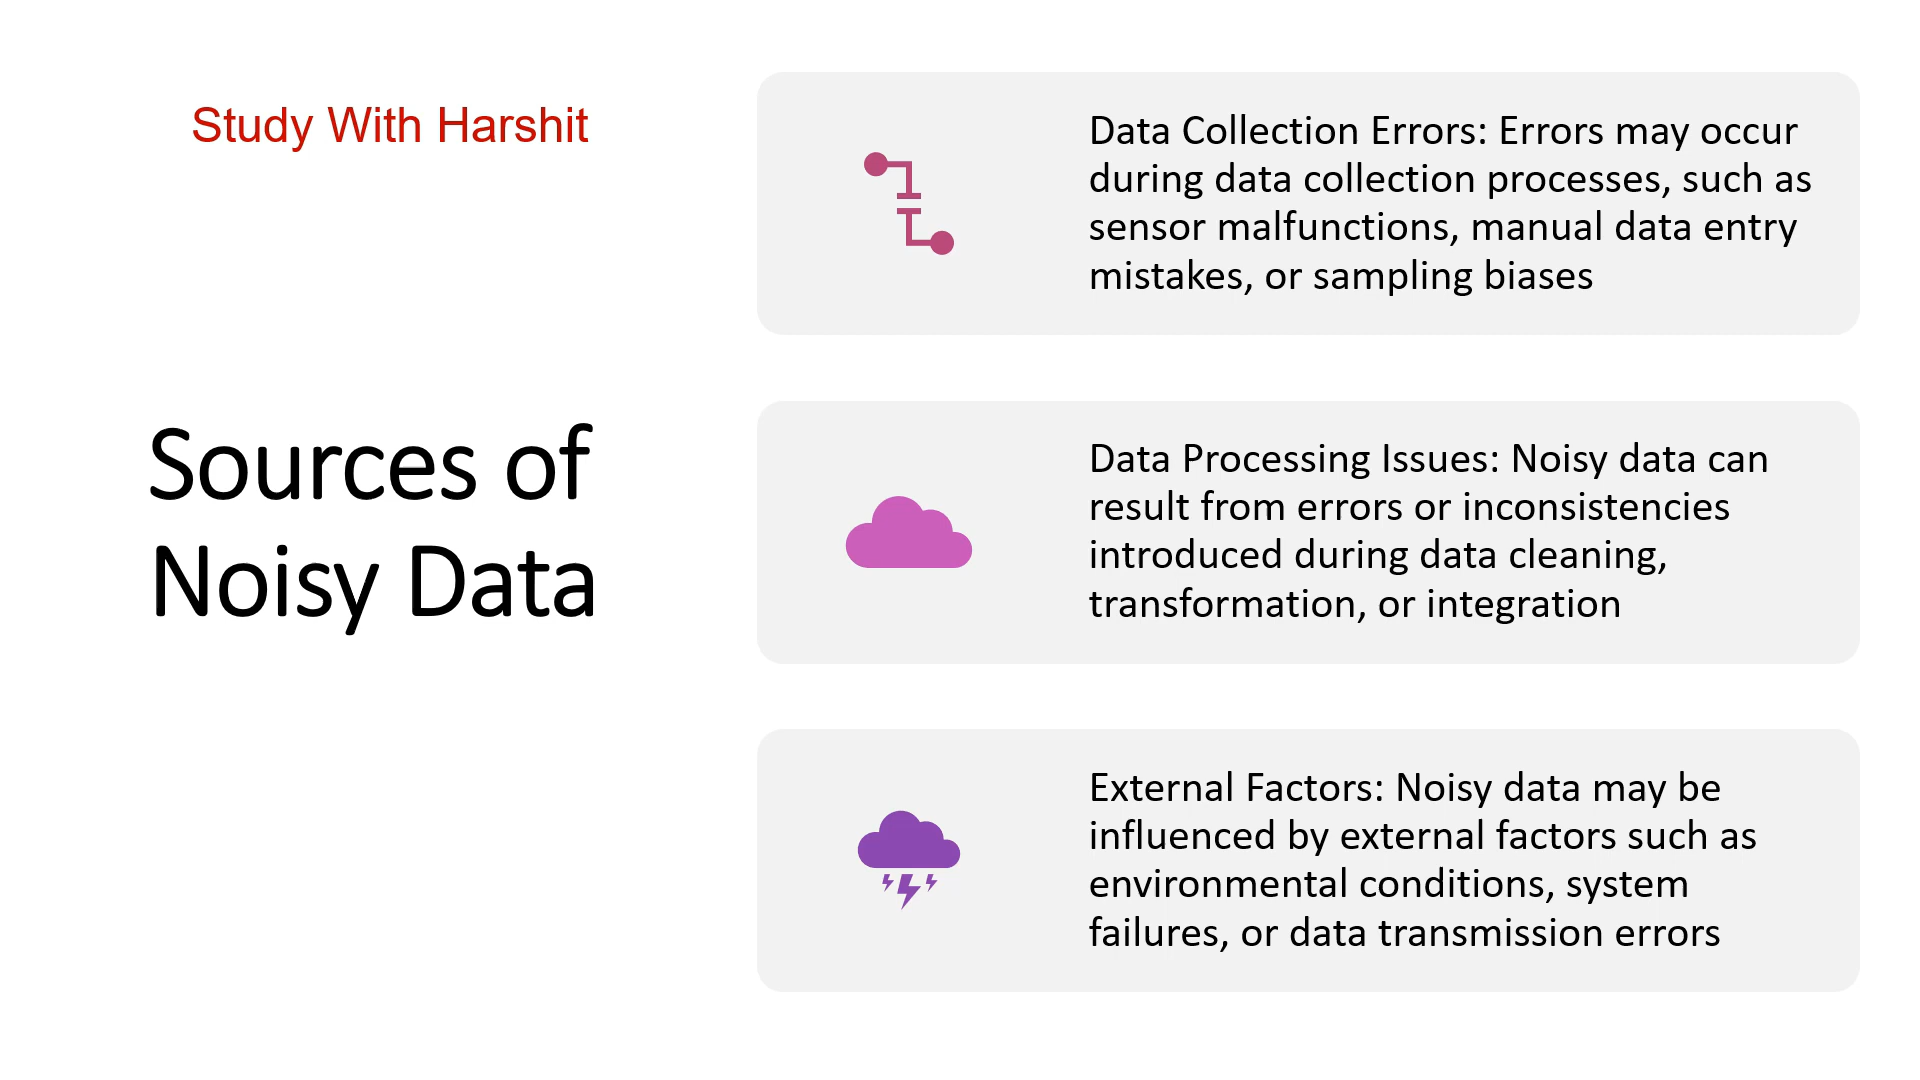 Study With Harshit
Sources of
Noisy Data
Data Collection Errors: Errors may occur
during data collection processes, such as
sensor malfunctions, manual data entry
mistakes, or sampling biases
Data Processing Issues: Noisy data can
result from errors or inconsistencies
introduced during data cleaning,
transformation, or integration
External Factors: Noisy data may be
influenced by external factors such as
environmental conditions, system
failures, or data transmission errors